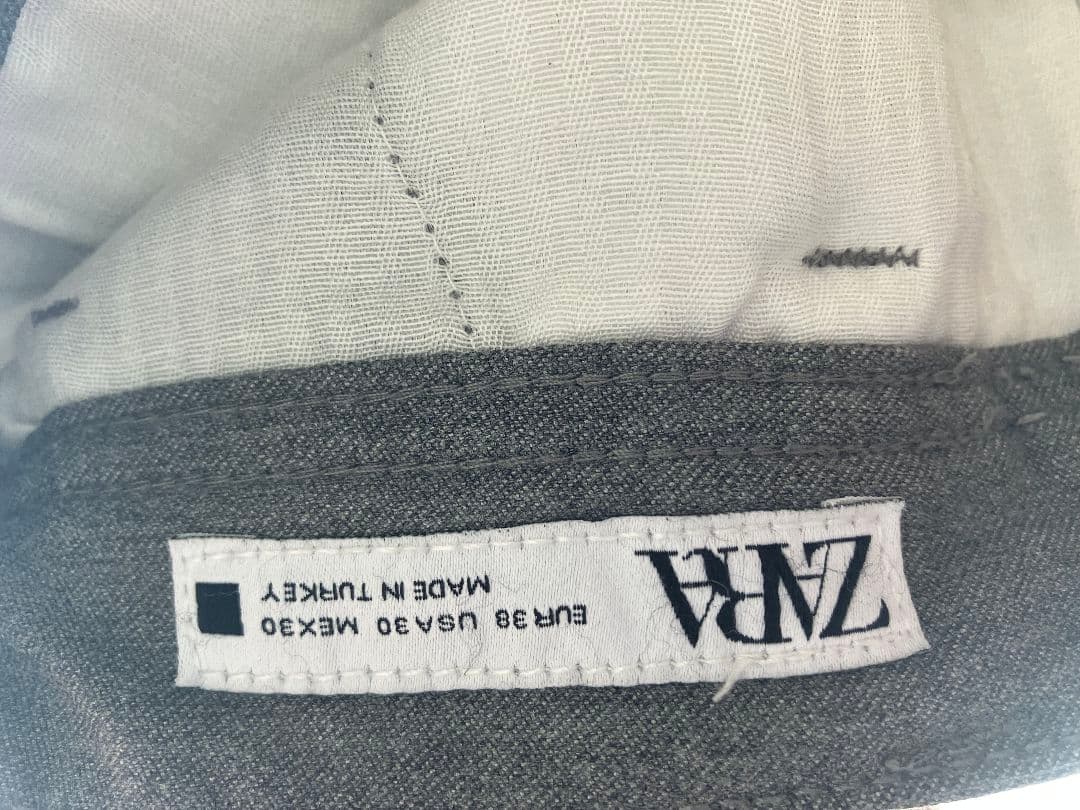 ZARA
EUR 38 USA 30 MEX 30
MADE IN TURKEY